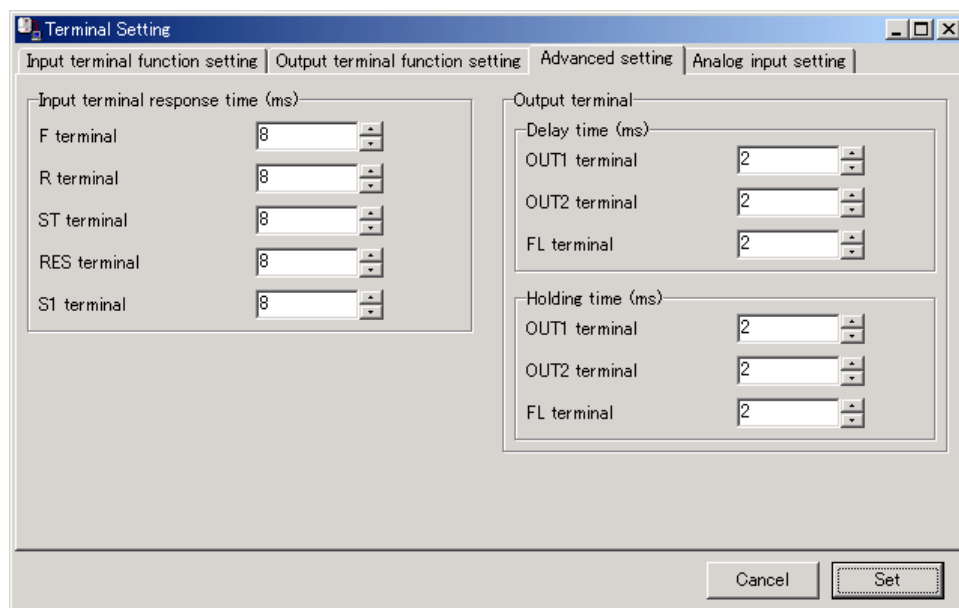 Terminal Setting
Input terminal function setting
Output terminal function setting
Advanced setting
Analog input setting
Input terminal response time (ms)
F terminal 8
R terminal 8
ST terminal 8
RES terminal 8
S1 terminal 8
Output terminal
Delay time (ms)
OUT1 terminal 2
OUT2 terminal 2
FL terminal 2
Holding time (ms)
OUT1 terminal 2
OUT2 terminal 2
FL terminal 2
Cancel
Set